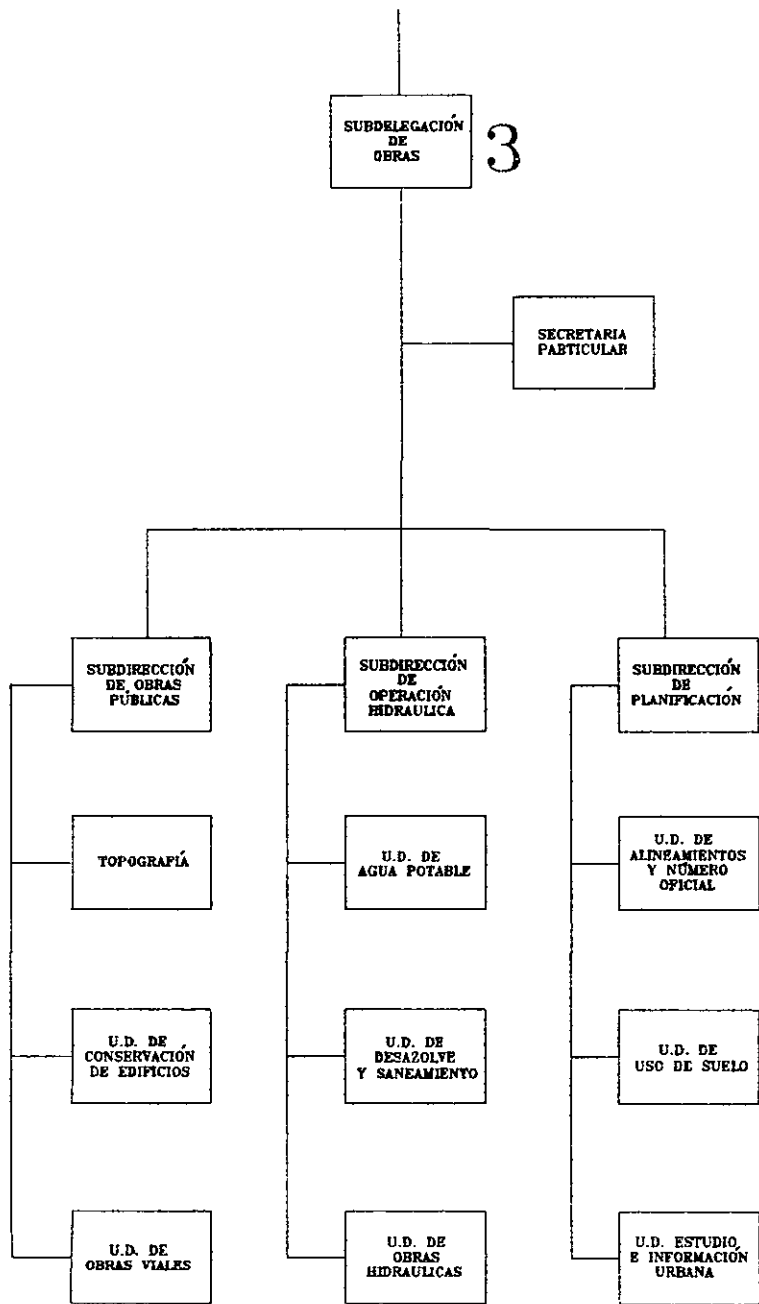 SUBDELEGACIÓN
DE
OBRAS
3
SECRETARIA
PARTICULAR
SUBDIRECCIÓN
DE OBRAS
PÚBLICAS
SUBDIRECCIÓN
DE
OPERACIÓN
HIDRAULICA
SUBDIRECCIÓN
DE
PLANIFICACIÓN
TOPOGRAFÍA
U.D. DE
AGUA POTABLE
U.D. DE
ALINEAMIENTOS
Y NÚMERO
OFICIAL
U.D. DE
CONSERVACIÓN
DE EDIFICIOS
U.D. DE
DESAZOLVE
Y SANEAMIENTO
U.D. DE
USO DE SUELO
U.D. DE
OBRAS VIALES
U.D. DE
OBRAS
HIDRAULICAS
U.D. ESTUDIO
E INFORMACIÓN
URBANA